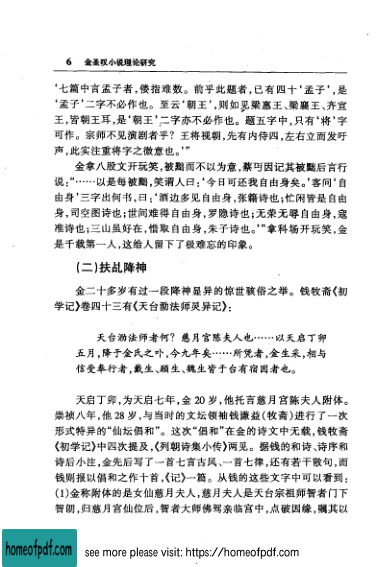 6 金圣叹小说理论研究
‘七篇中言孟子者，偻指难数。前乎此题者，已有四十‘孟子’，是
‘孟子’二字不必作也。至云‘朝王’，则如见梁惠王、梁襄王、齐宣
王，皆朝王耳，是‘朝王’二字亦不必作也。题五字中，只有‘将’字
可作。宗师不见演剧者乎？王将视朝，先有内侍四，左右立而发吁
声，此实注重将字之微意也。’”
金拿八股文开玩笑，被黜而不以为意，蔡丏因记其被黜后言行
说：“……以是每被黜，笑谓人曰：‘今日可还我自由身矣。’客问‘自
由身’三字出何书，曰：‘酒边多见自由身，张籍诗也；忙闲皆是自由
身，司空图诗也；世间难得自由身，罗隐诗也；无荣无辱自由身，寇
准诗也；三山虽好在，惜取自由身，朱子诗也。’”拿科场开玩笑，金
是千载第一人，这给人留下了极难忘的印象。
（二）扶乩降神
金二十多岁有过一段降神显异的惊世骇俗之举。钱牧斋《初
学记》卷四十三有《天台泐法师灵异记》：
天台泐法师者何？慈月宫陈夫人也……以天启丁卯
五月，降于金氏之卟，今九年矣……所凭者，金生采，相与
信受奉行者，戴生、顾生、魏生皆于台有宿因者也。
天启丁卯，为天启七年，金20岁，他托言慈月宫陈夫人附体。
崇祯八年，他28岁，与当时的文坛领袖钱谦益（牧斋）进行了一次
形式特异的“仙坛倡和”。这次“倡和”在金的诗文中无载，钱牧斋
《初学记》中四次提及，《列朝诗集小传》两见。据钱的和诗、诗序和
诗后小注，金先后写了一首七言古风、一首七律，还有若干散句，而
钱则报以倡和之作十首，《记》一篇。从钱的这些文字中可以看到：
(1)金称附体的是女仙慈月夫人，慈月夫人是天台宗祖师智者门下
智朗，归慈月宫仙位后，智者大师佛驾亲临宫中，点破因缘，嘱其以
homeofpdf.com
see more please visit: https://homeofpdf.com